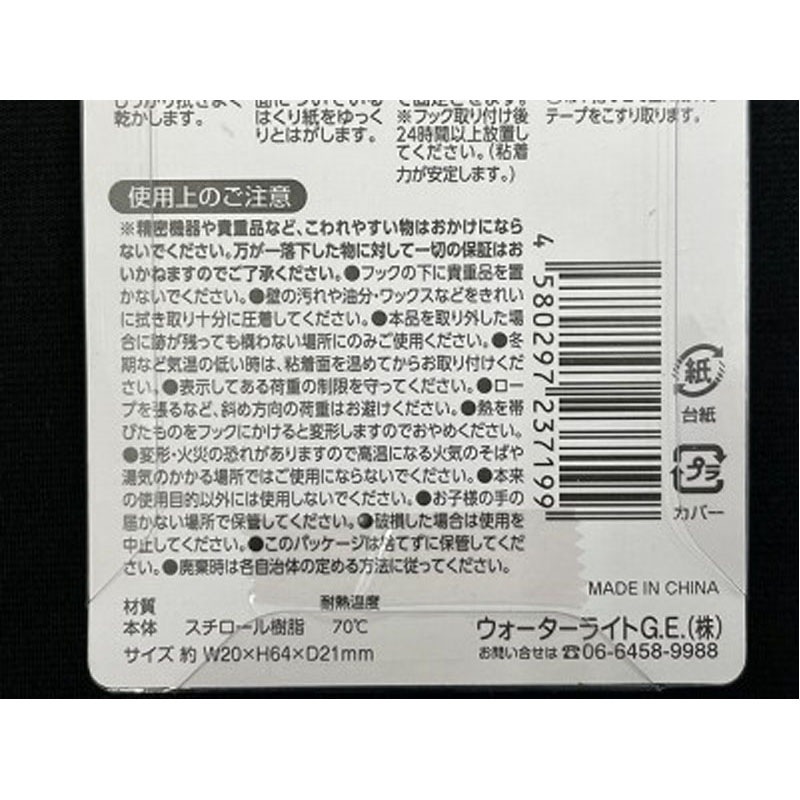 しっかり拭きよく
乾かします。
面についている
はくり紙をゆっく
りとはがします。
で固定させます。
※フック取り付け後
24時間以上放置し
てください。(粘着
力が安定します。)
テープをこすり取ります。
使用上のご注意
※精密機器や貴重品など、こわれやすい物はおかけになら
ないでください。万が一落下した物に対して一切の保証はお
いかねますのでご了承ください。●フックの下に貴重品を置
かないでください。●壁の汚れや油分・ワックスなどをきれい
に拭き取り十分に圧着してください。●本品を取り外した場
合に跡が残っても構わない場所にのみご使用ください。●冬
期など気温の低い時は、粘着面を温めてからお取り付けくだ
さい。●表示してある荷重の制限を守ってください。●ロー
プを張るなど、斜め方向の荷重はお避けください。●熱を帯
びたものをフックにかけると変形しますのでおやめください。
●変形・火災の恐れがありますので高温になる火気のそばや
湯気のかかる場所ではご使用にならないでください。●本来
の使用目的以外には使用しないでください。●お子様の手の
届かない場所で保管してください。●破損した場合は使用を
中止してください。●このパッケージは捨てずに保管してくだ
さい。●廃棄時は各自治体の定める方法に従ってください。
材質 耐熱温度
本体 スチロール樹脂 70℃
サイズ 約 W20×H64×D21mm
4 580297 237199
紙
台紙
プラ
カバー
MADE IN CHINA
ウォーターライトG.E.(株)
お問い合せは☎06-6458-9988